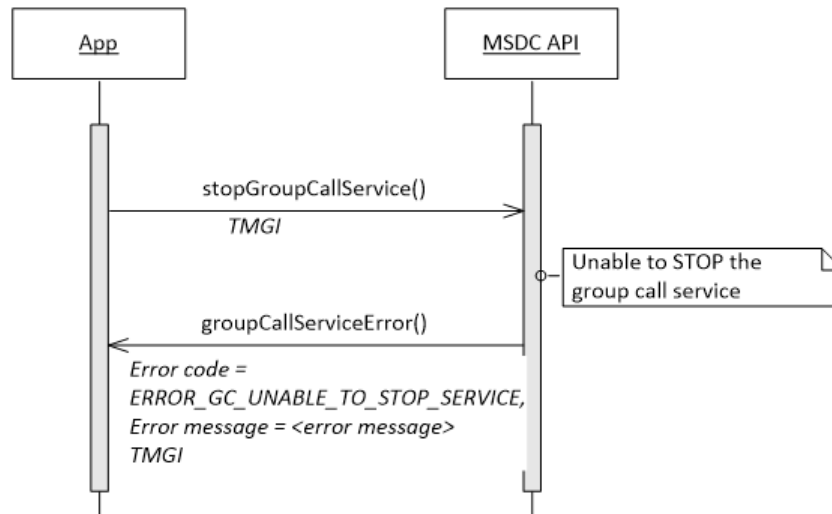 App
MSDC API
stopGroupCallService()
TMGI
Unable to STOP the
group call service
groupCallServiceError()
Error code =
ERROR_GC_UNABLE_TO_STOP_SERVICE,
Error message = <error message>
TMGI